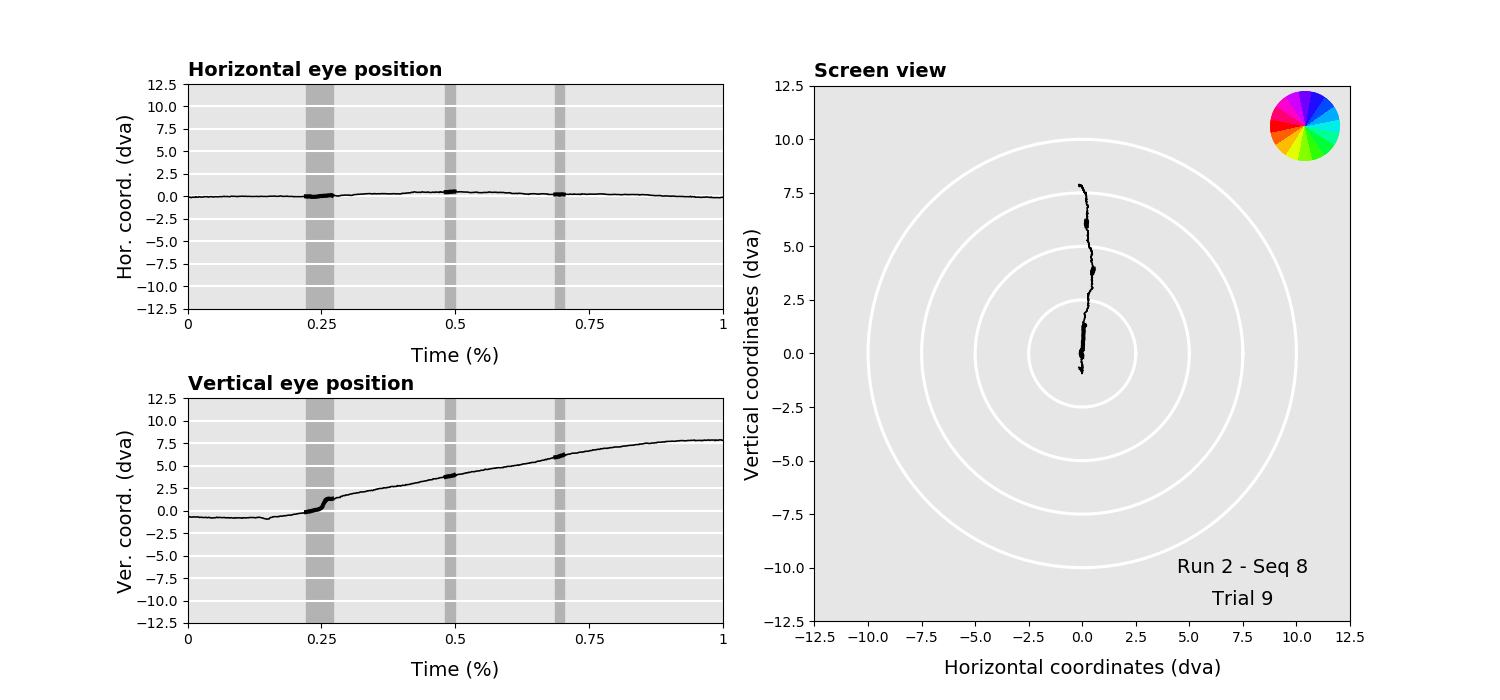 Horizontal eye position
12.5
10.0
7.5
5.0
2.5
0.0
−2.5
−5.0
−7.5
−10.0
−12.5
Hor. coord. (dva)
0 0.25 0.5 0.75 1
Time (%)
Vertical eye position
12.5
10.0
7.5
5.0
2.5
0.0
−2.5
−5.0
−7.5
−10.0
−12.5
Ver. coord. (dva)
0 0.25 0.5 0.75 1
Time (%)
Screen view
12.5
10.0
7.5
5.0
2.5
0.0
−2.5
−5.0
−7.5
−10.0
−12.5
Vertical coordinates (dva)
Run 2 - Seq 8
Trial 9
−12.5 −10.0 −7.5 −5.0 −2.5 0.0 2.5 5.0 7.5 10.0 12.5
Horizontal coordinates (dva)